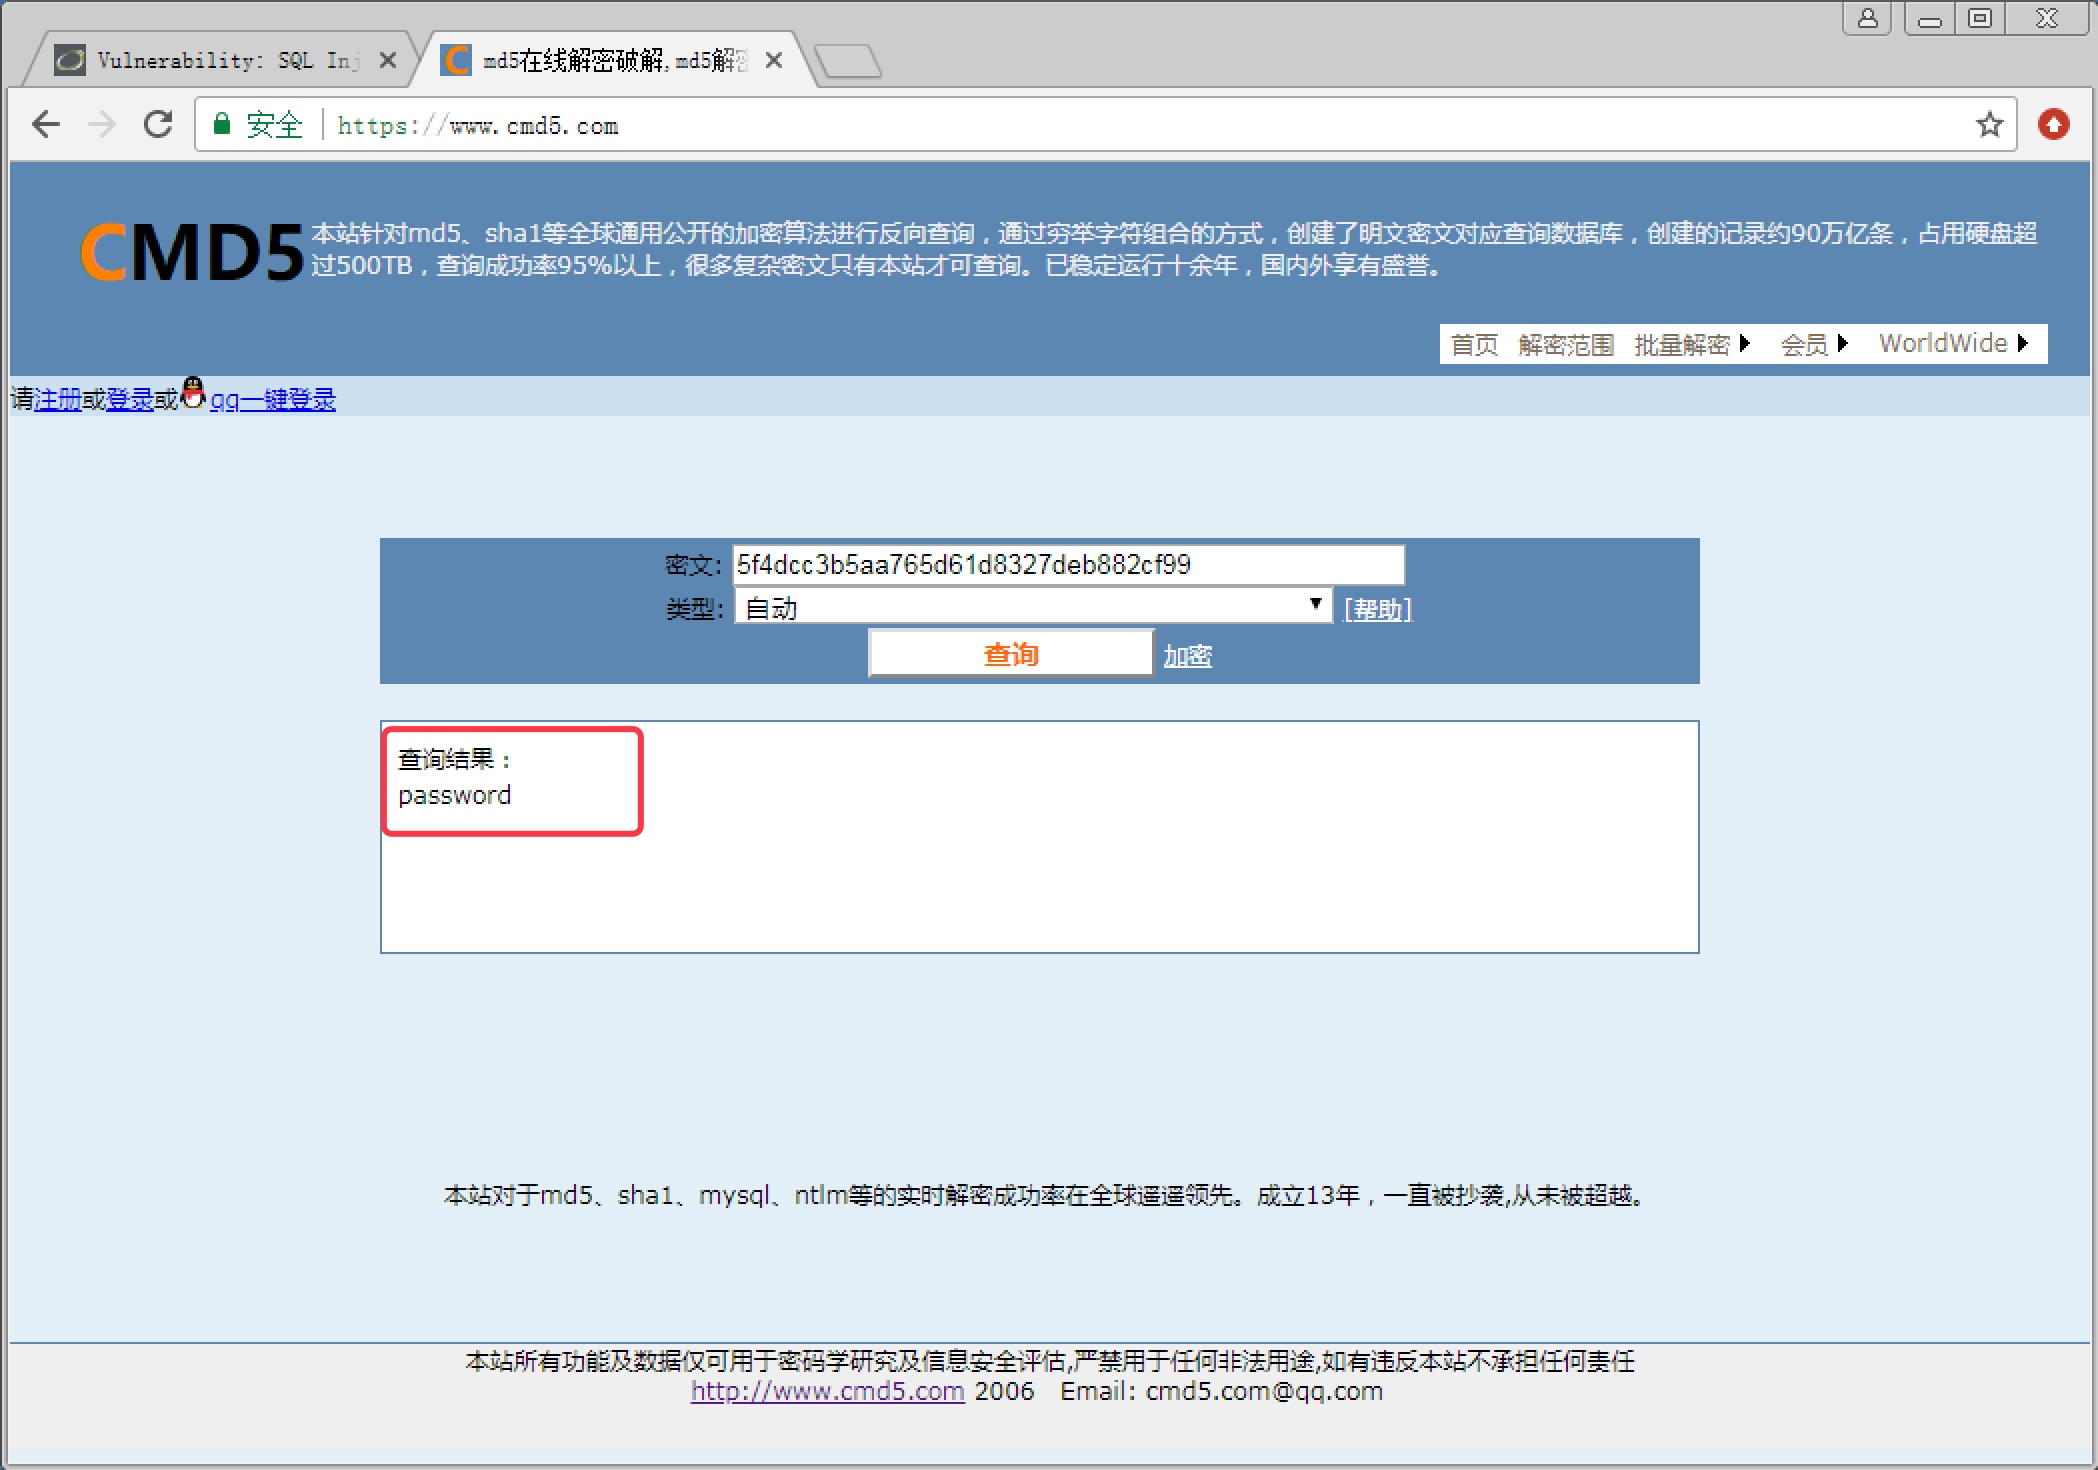 Vulnerability: SQL Inj
md5在线解密破解,md5解密
安全 https://www.cmd5.com
CMD5
本站针对md5、sha1等全球通用公开的加密算法进行反向查询，通过穷举字符组合的方式，创建了明文密文对应查询数据库，创建的记录约90万亿条，占用硬盘超
过500TB，查询成功率95%以上，很多复杂密文只有本站才可查询。已稳定运行十余年，国内外享有盛誉。
首页 解密范围 批量解密 会员 WorldWide
请注册或登录或qq一键登录
密文: 5f4dcc3b5aa765d61d8327deb882cf99
类型: 自动 [帮助]
查询 加密
查询结果：
password
本站对于md5、sha1、mysql、ntlm等的实时解密成功率在全球遥遥领先。成立13年，一直被抄袭,从未被超越。
本站所有功能及数据仅可用于密码学研究及信息安全评估,严禁用于任何非法用途,如有违反本站不承担任何责任
http://www.cmd5.com 2006 Email: cmd5.com@qq.com